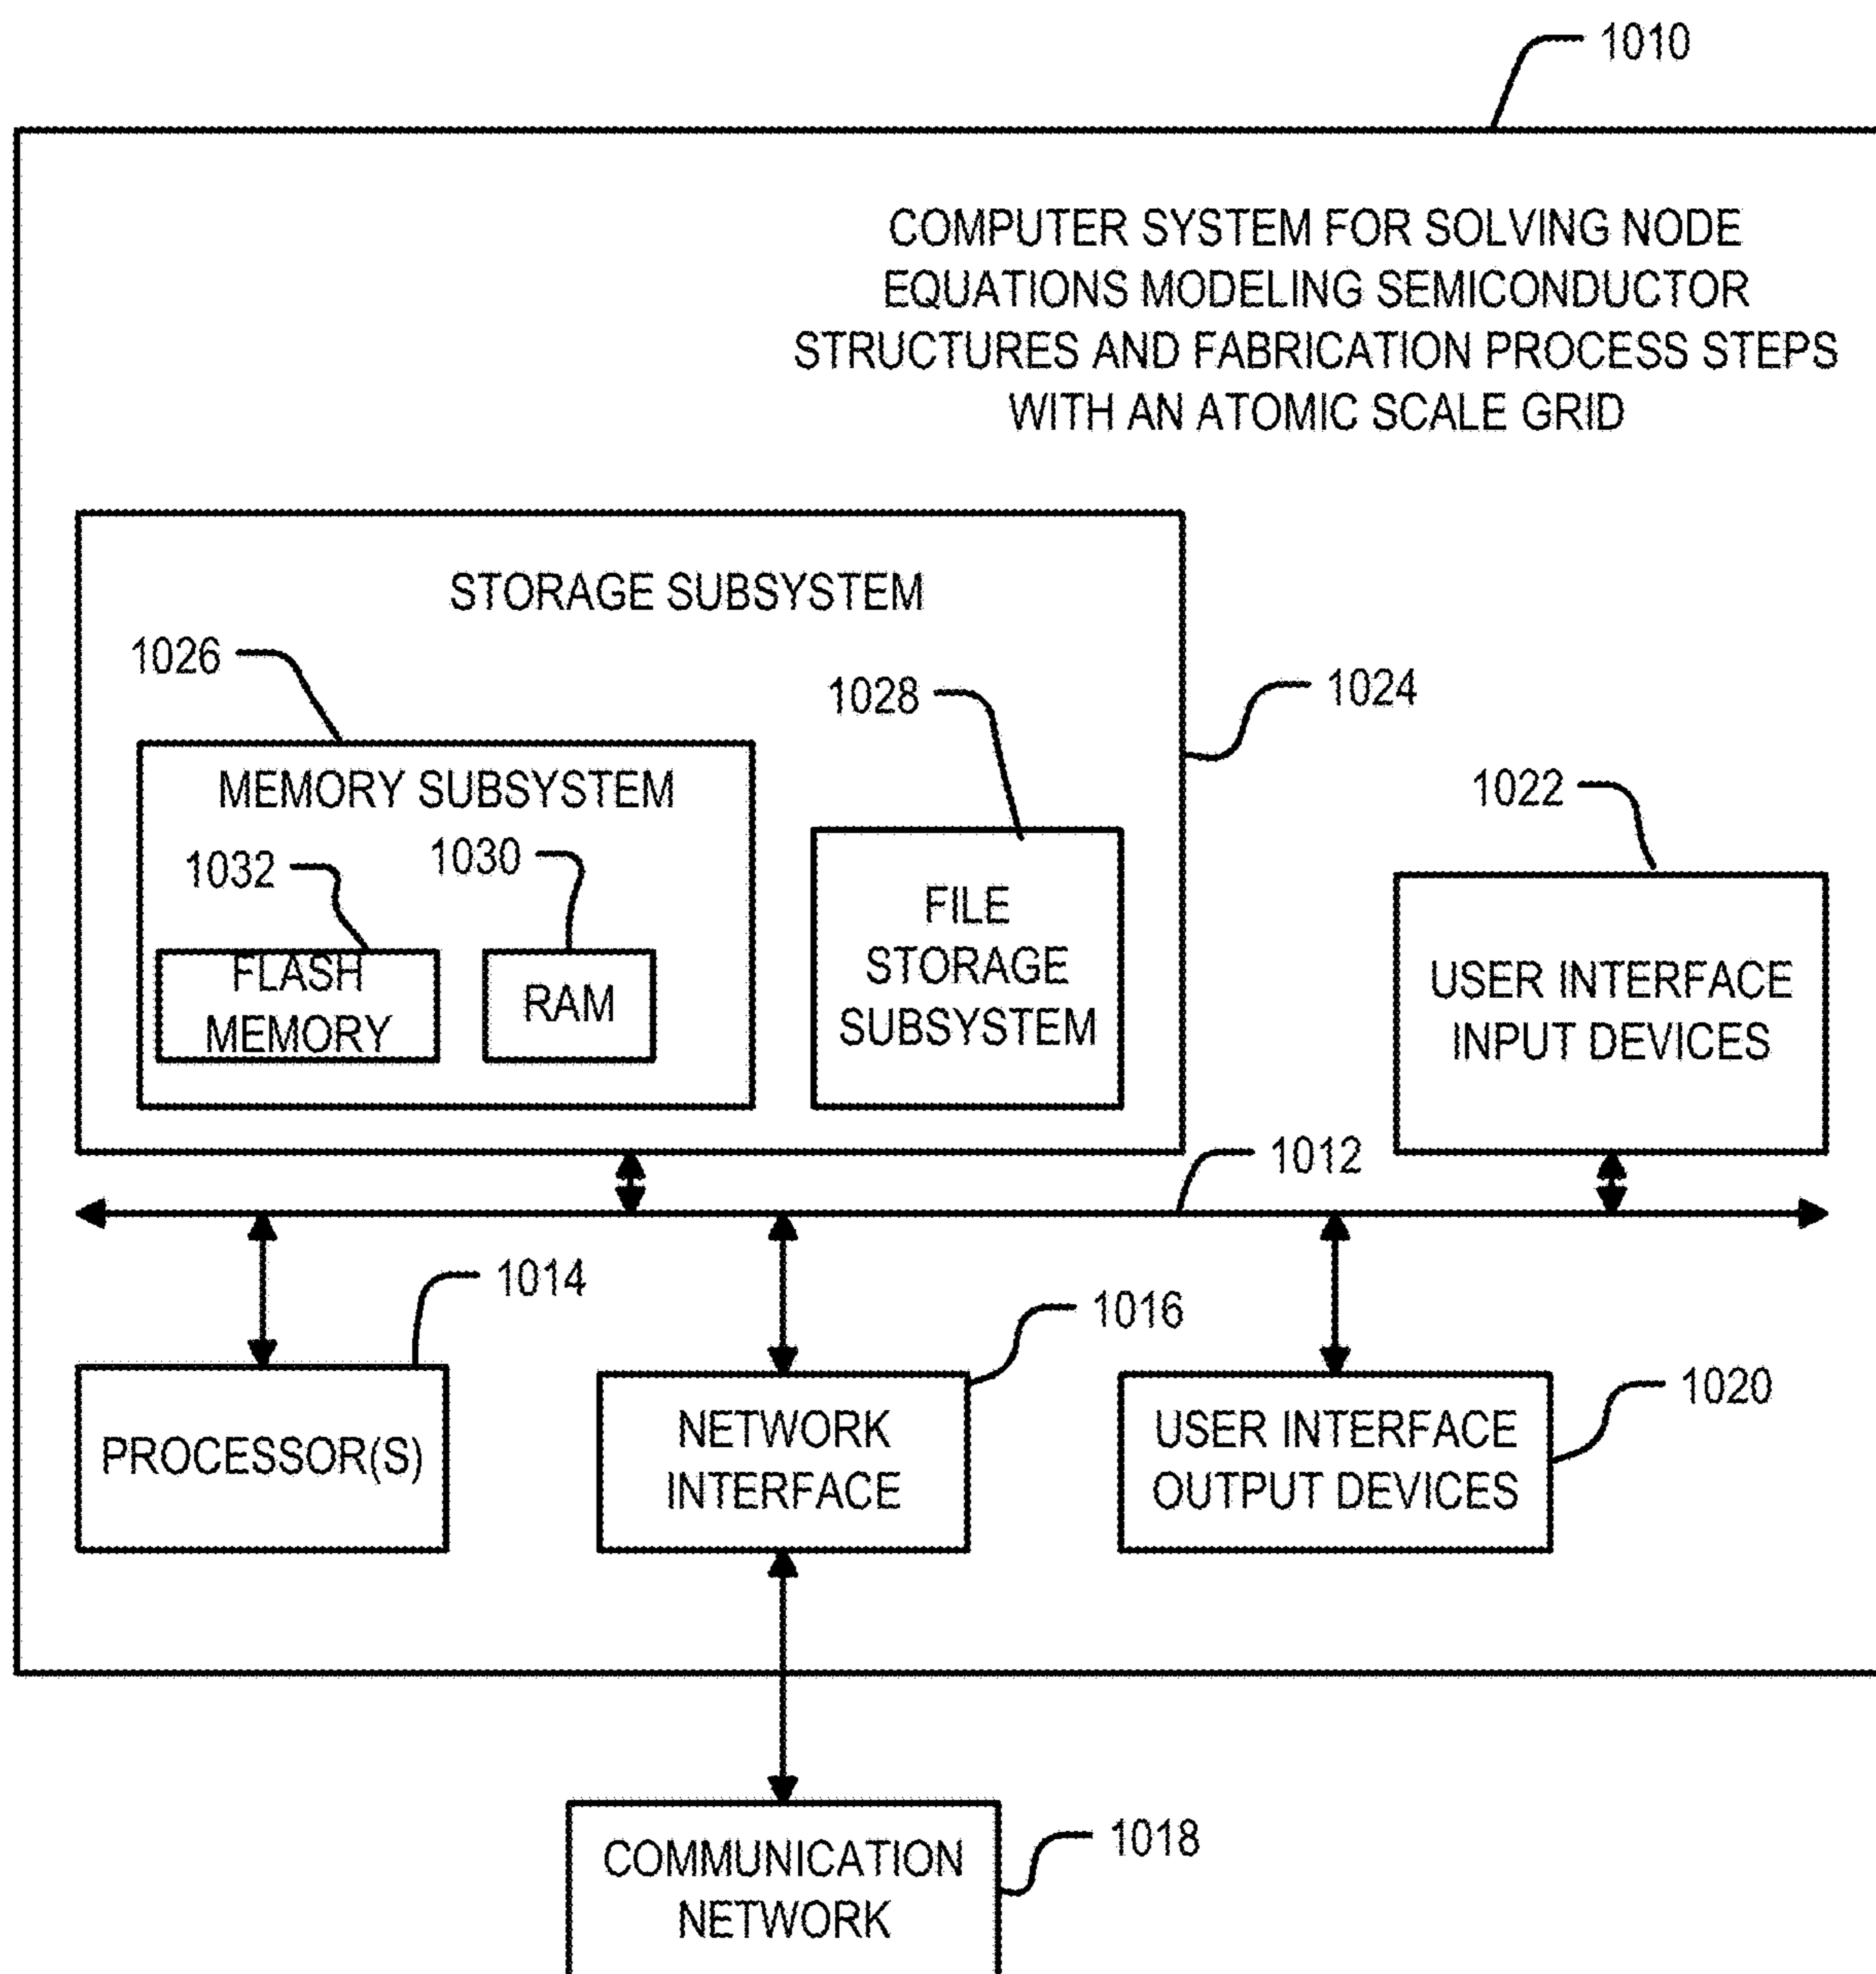 1010
COMPUTER SYSTEM FOR SOLVING NODE
EQUATIONS MODELING SEMICONDUCTOR
STRUCTURES AND FABRICATION PROCESS STEPS
WITH AN ATOMIC SCALE GRID
STORAGE SUBSYSTEM
1026
1028
1024
MEMORY SUBSYSTEM
1032
1030
FLASH
MEMORY
RAM
FILE
STORAGE
SUBSYSTEM
1022
USER INTERFACE
INPUT DEVICES
1012
1014
1016
1020
PROCESSOR(S)
NETWORK
INTERFACE
USER INTERFACE
OUTPUT DEVICES
1018
COMMUNICATION
NETWORK